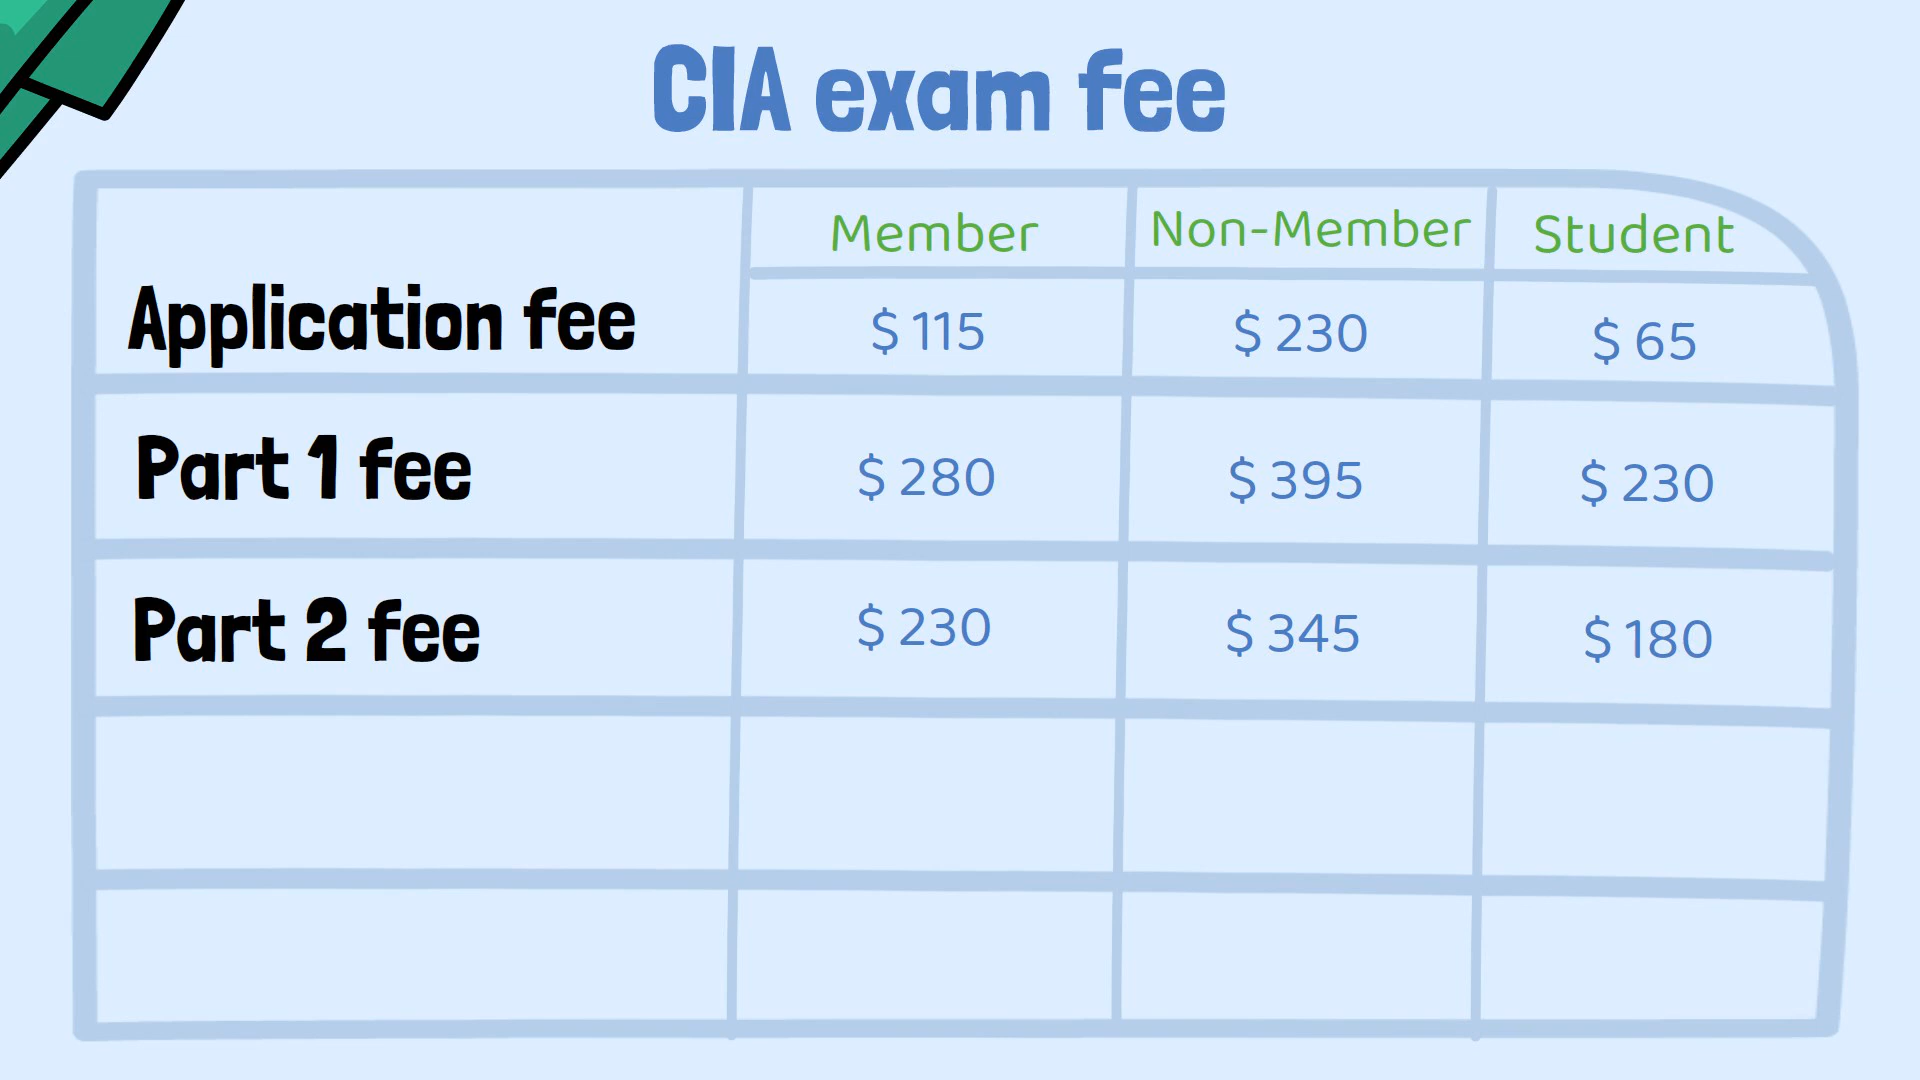 CIA exam fee
Member Non-Member Student
Application fee $ 115 $ 230 $ 65
Part 1 fee $ 280 $ 395 $ 230
Part 2 fee $ 230 $ 345 $ 180